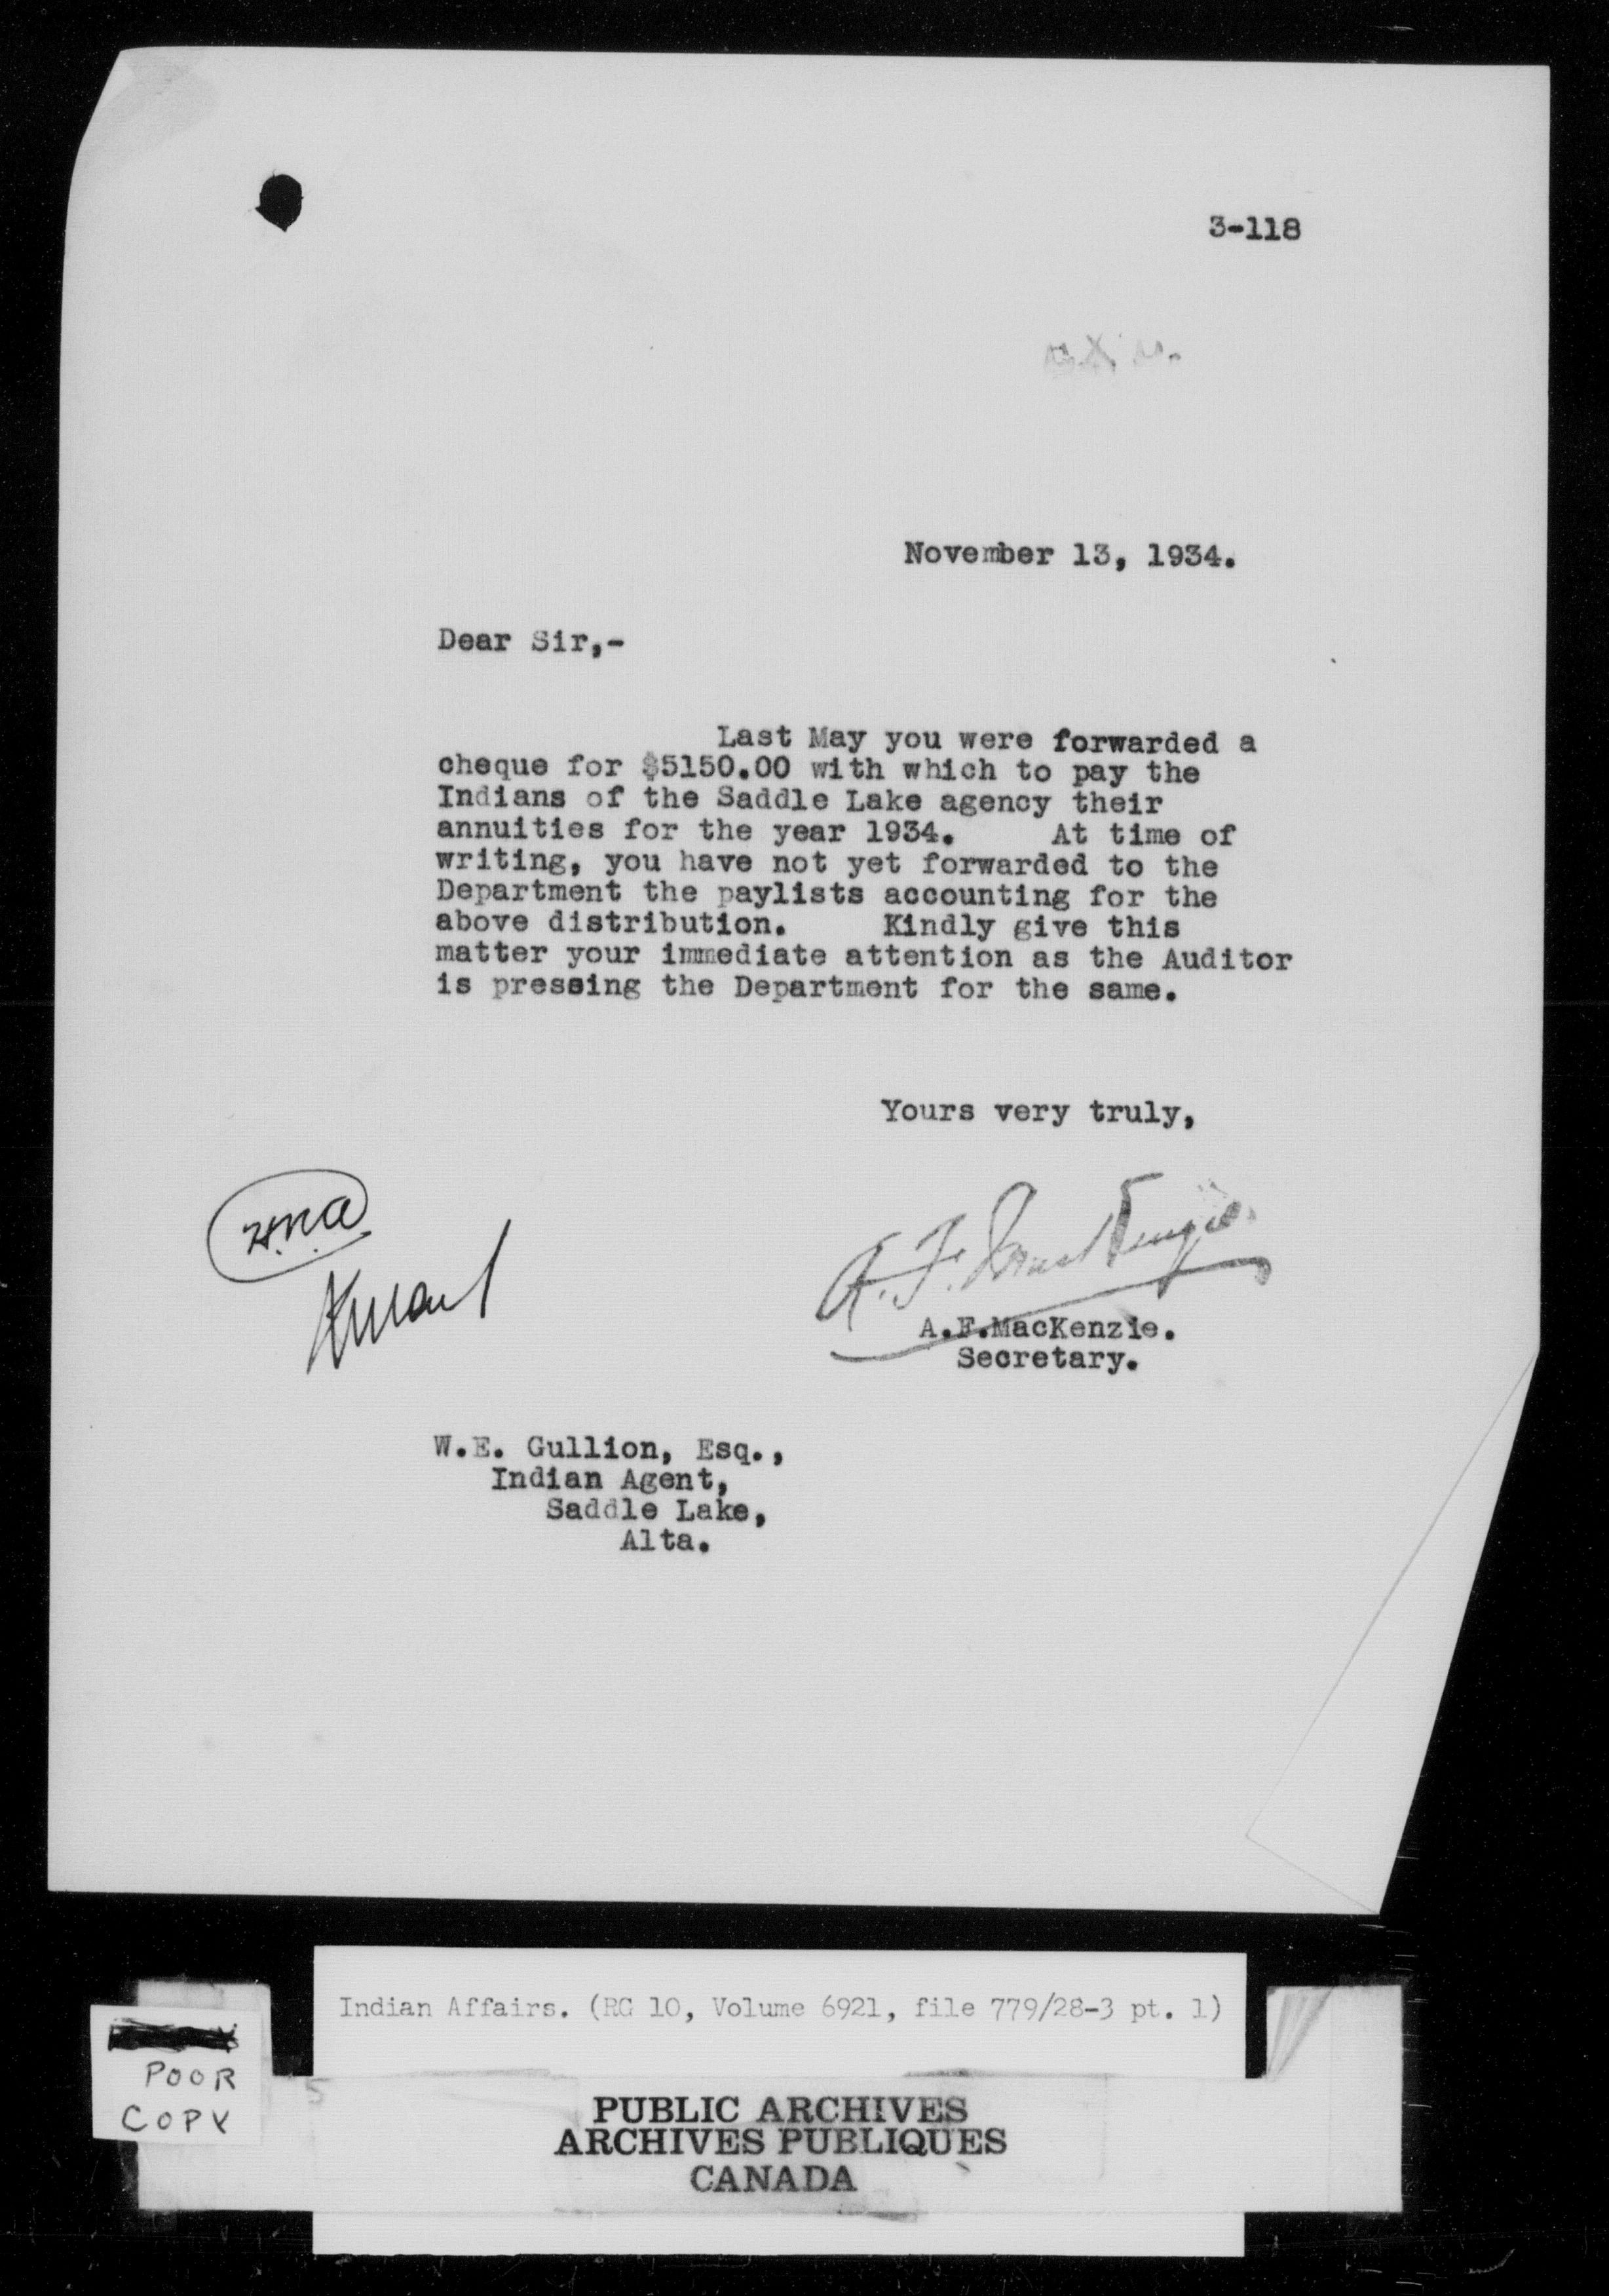 3-118
November 13, 1934.
Dear Sir,-
Last May you were forwarded a
cheque for $5150.00 with which to pay the
Indians of the Saddle Lake agency their
annuities for the year 1934. At time of
writing, you have not yet forwarded to the
Department the paylists accounting for the
above distribution. Kindly give this
matter your immediate attention as the Auditor
is pressing the Department for the same.
Yours very truly,
A. F. MacKenzie
A.F.MacKenzie.
Secretary.
W.E. Gullion, Esq.,
Indian Agent,
Saddle Lake,
Alta.
Indian Affairs. (RG 10, Volume 6921, file 779/28-3 pt. 1)
POOR
COPY
PUBLIC ARCHIVES
ARCHIVES PUBLIQUES
CANADA